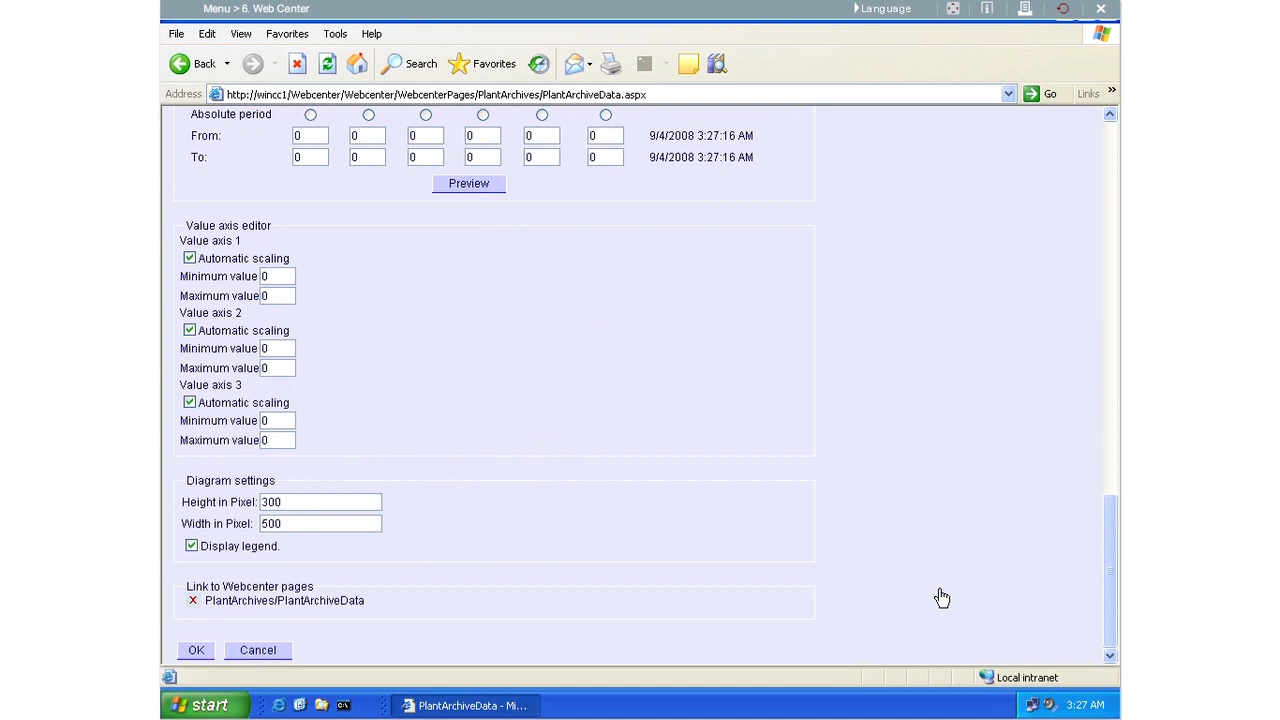 Menu > 6. Web Center Language
File Edit View Favorites Tools Help
Back Search Favorites
Address http://wincc1/Webcenter/Webcenter/WebcenterPages/PlantArchives/PlantArchiveData.aspx Go Links »
Absolute period
From: 0 0 0 0 0 0 9/4/2008 3:27:16 AM
To: 0 0 0 0 0 0 9/4/2008 3:27:16 AM
Preview
Value axis editor
Value axis 1
Automatic scaling
Minimum value 0
Maximum value 0
Value axis 2
Automatic scaling
Minimum value 0
Maximum value 0
Value axis 3
Automatic scaling
Minimum value 0
Maximum value 0
Diagram settings
Height in Pixel: 300
Width in Pixel: 500
Display legend.
Link to Webcenter pages
PlantArchives/PlantArchiveData
OK Cancel
Local intranet
start PlantArchiveData - Mi... 3:27 AM